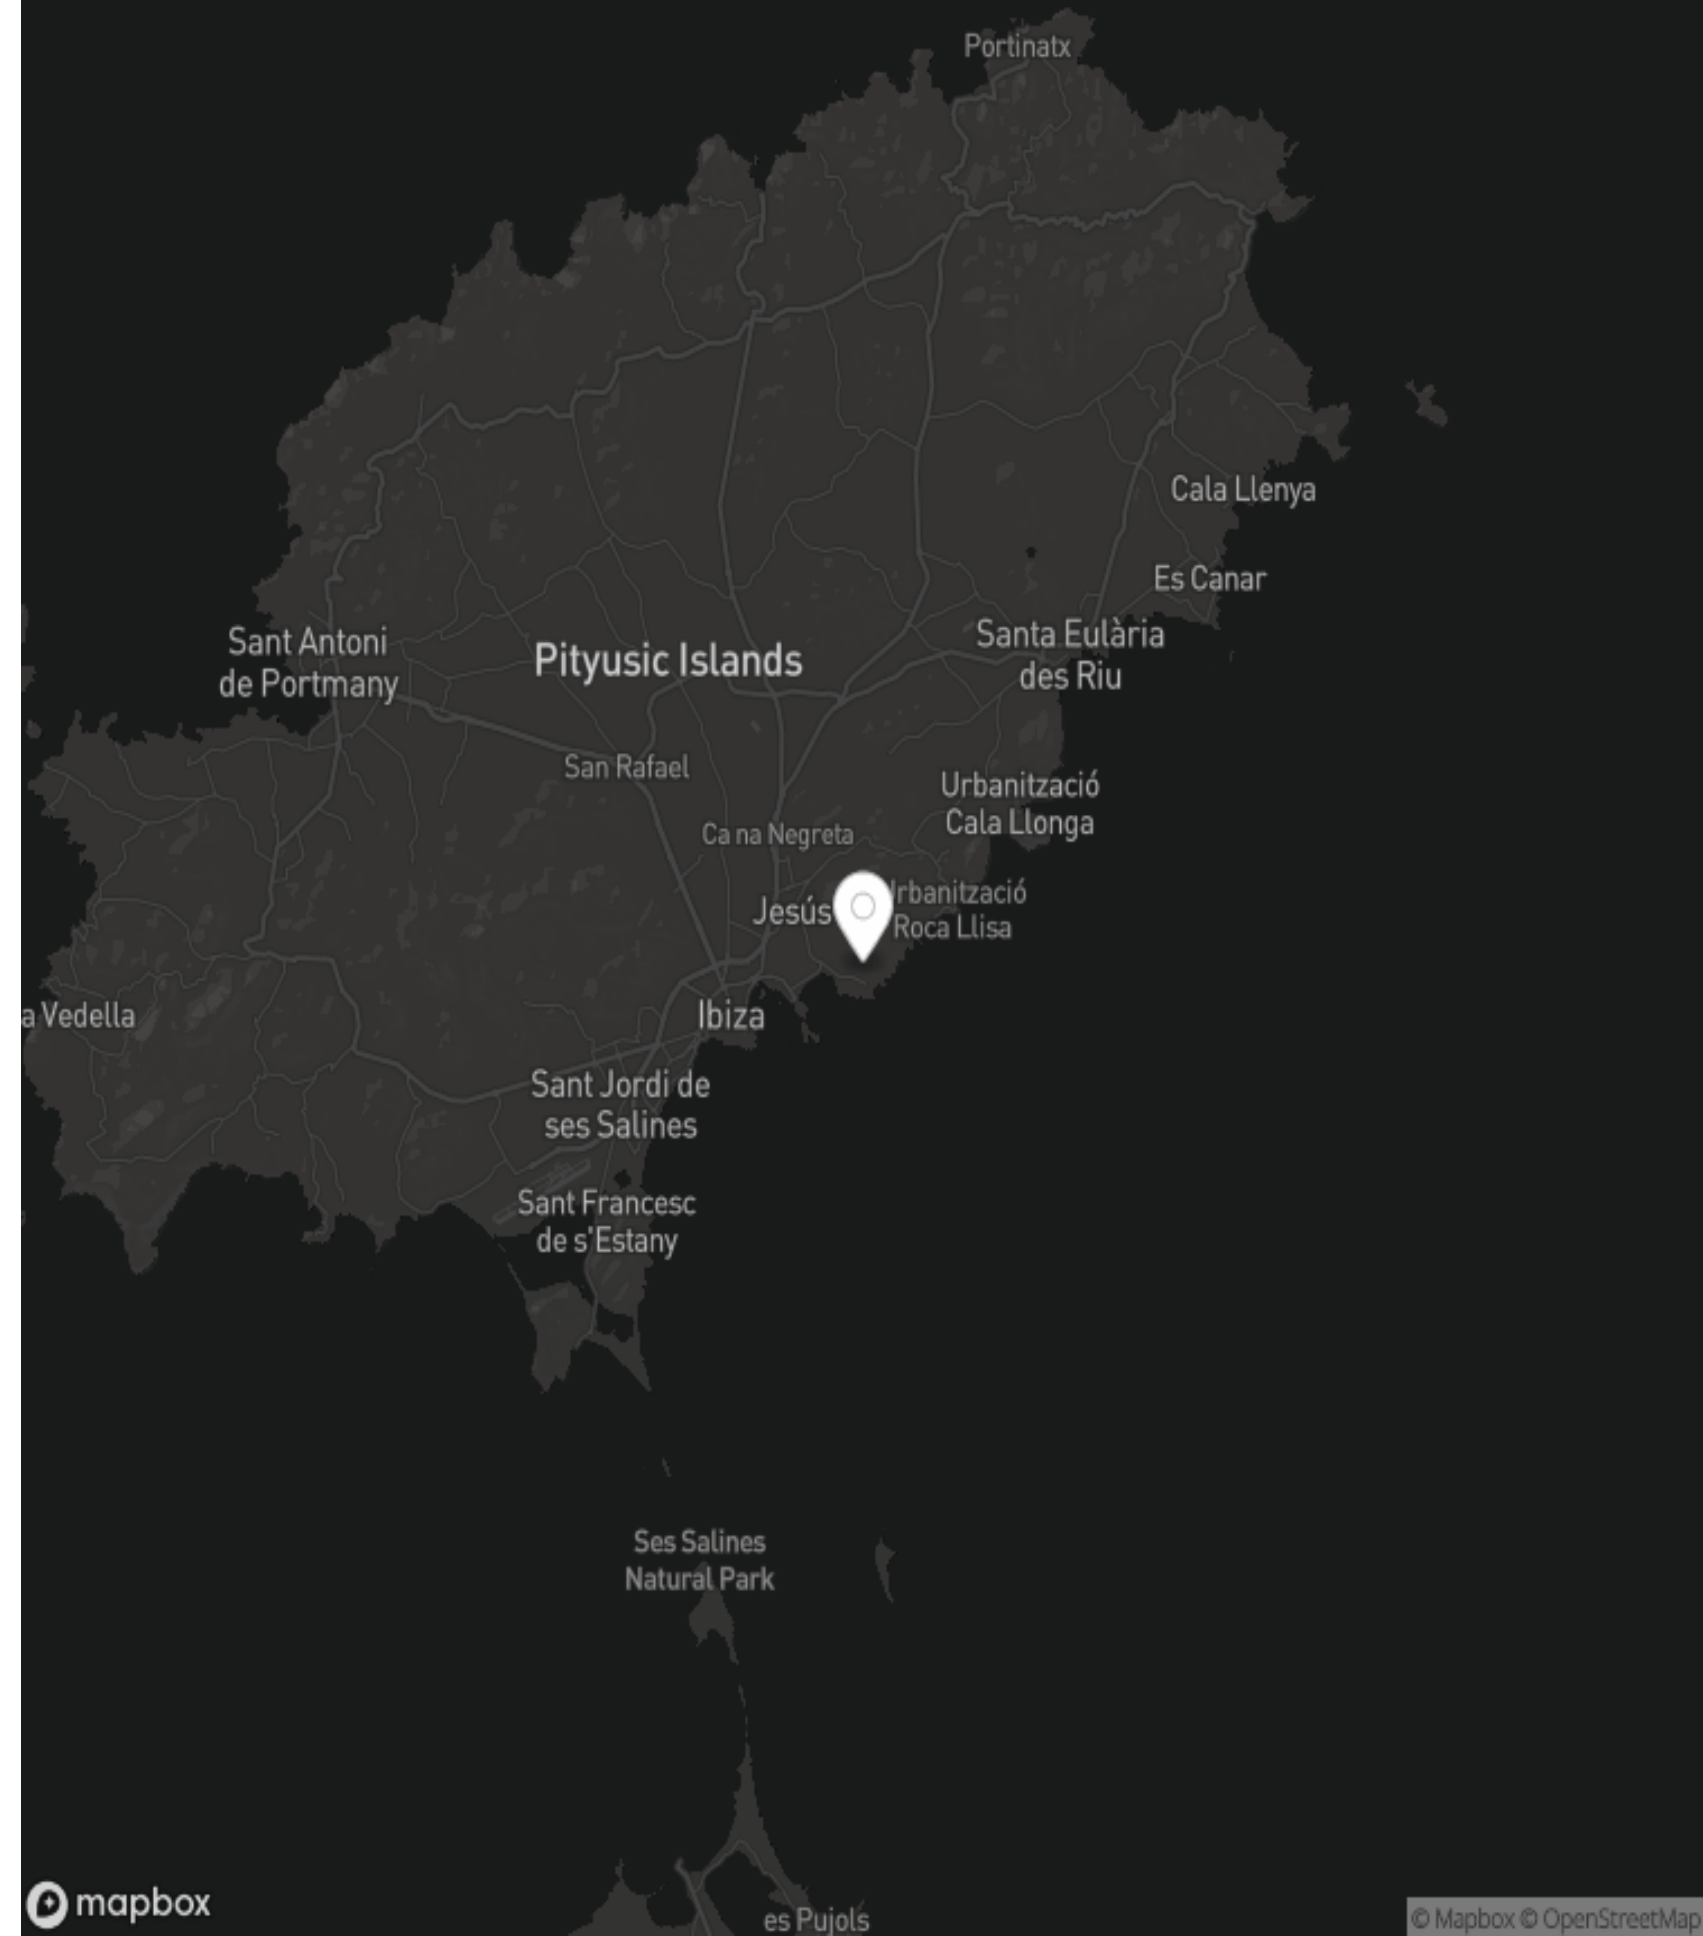 Portinatx
Cala Llenya
Es Canar
Sant Antoni
de Portmany
Pityusic Islands
Santa Eulària
des Riu
San Rafael
Urbanització
Cala Llonga
Ca na Negreta
Jesús
rbanització
Roca Llisa
a Vedella
Ibiza
Sant Jordi de
ses Salines
Sant Francesc
de s'Estany
Ses Salines
Natural Park
es Pujols
mapbox
© Mapbox © OpenStreetMap